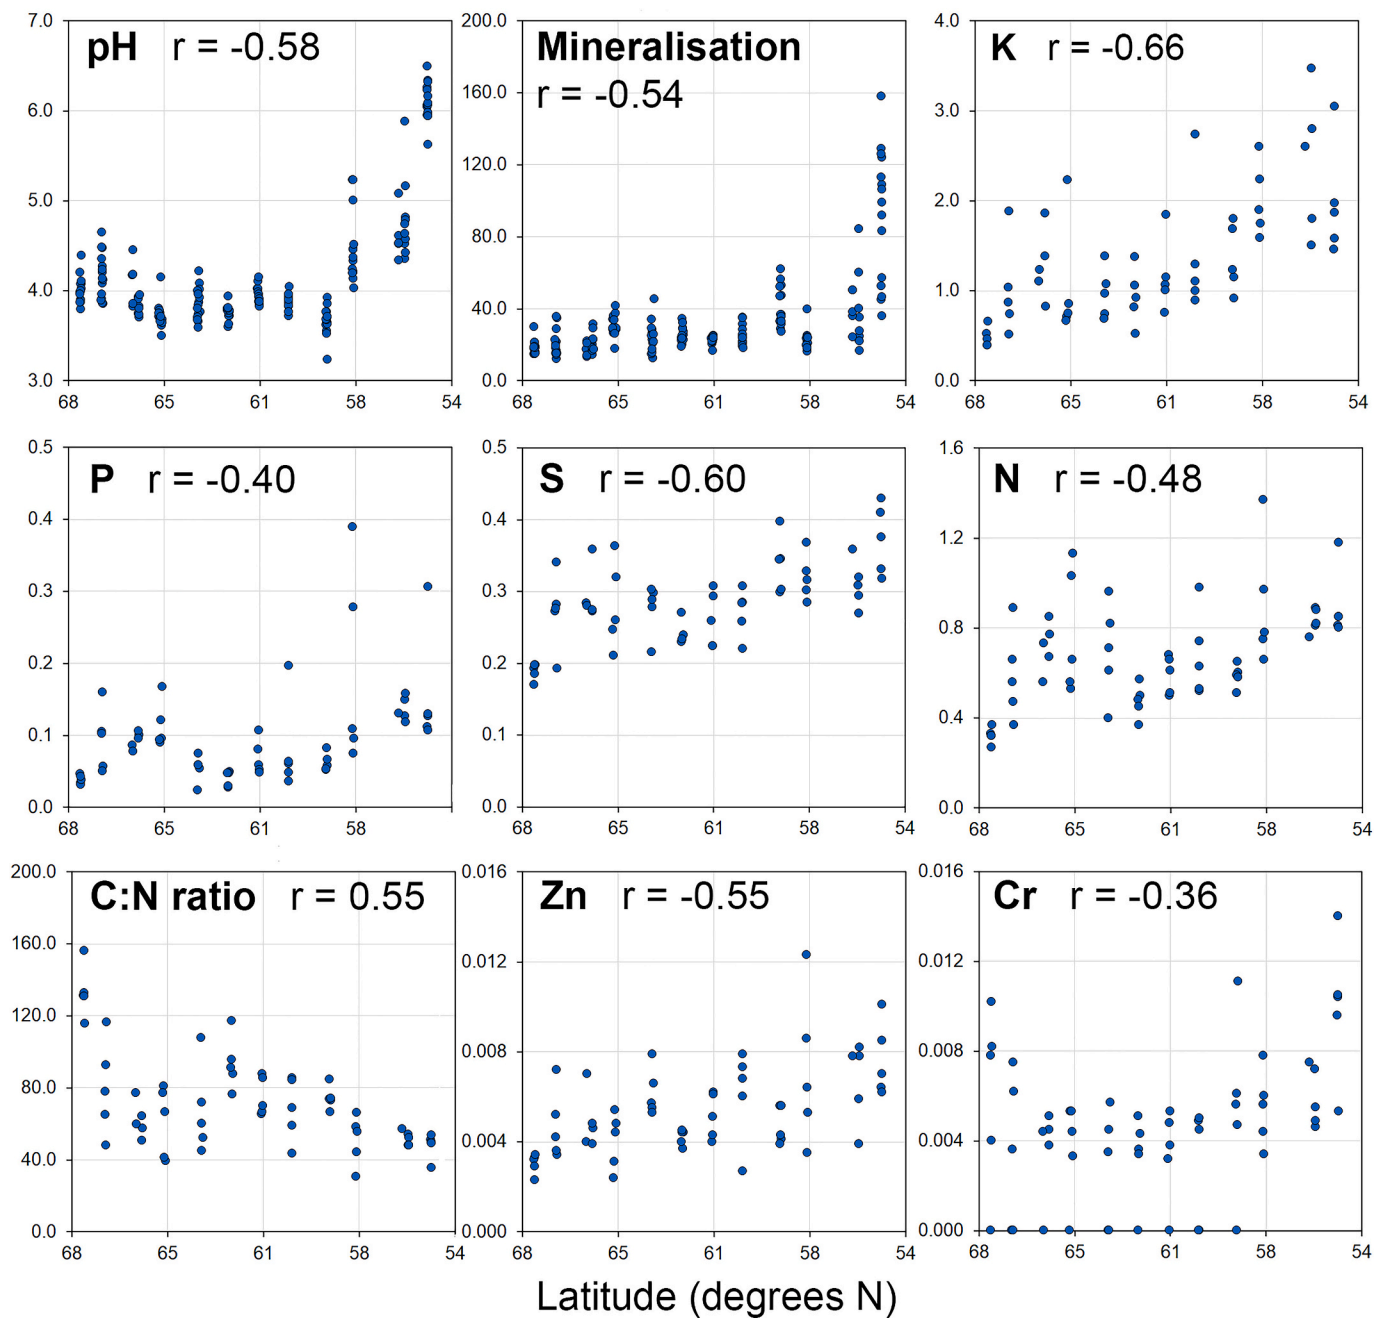 pH r = -0.58
7.0
6.0
5.0
4.0
3.0
68 65 61 58 54
Mineralisation
r = -0.54
200.0
160.0
120.0
80.0
40.0
0.0
68 65 61 58 54
K r = -0.66
4.0
3.0
2.0
1.0
0.0
68 65 61 58 54
P r = -0.40
0.5
0.4
0.3
0.2
0.1
0.0
68 65 61 58 54
S r = -0.60
0.5
0.4
0.3
0.2
0.1
0.0
68 65 61 58 54
N r = -0.48
1.6
1.2
0.8
0.4
0.0
68 65 61 58 54
C:N ratio r = 0.55
200.0
160.0
120.0
80.0
40.0
0.0
68 65 61 58 54
Zn r = -0.55
0.016
0.012
0.008
0.004
0.000
68 65 61 58 54
Cr r = -0.36
0.016
0.012
0.008
0.004
0.000
68 65 61 58 54
Latitude (degrees N)